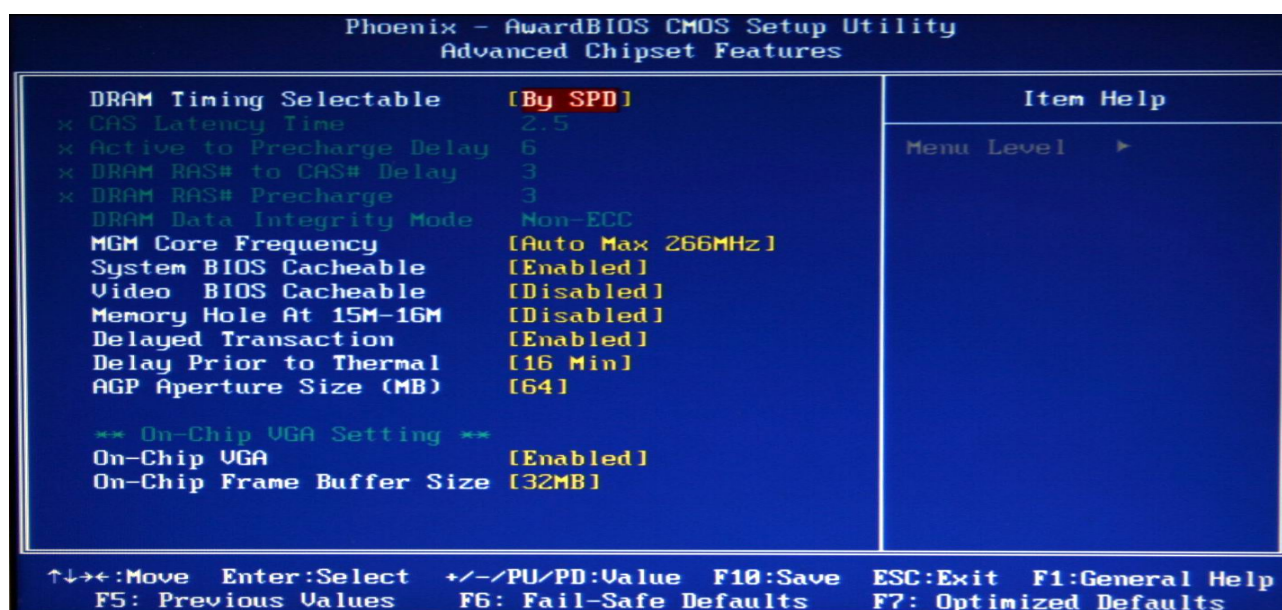 Phoenix - AwardBIOS CMOS Setup Utility
Advanced Chipset Features
DRAM Timing Selectable [By SPD]
x CAS Latency Time 2.5
x Active to Precharge Delay 6
x DRAM RAS# to CAS# Delay 3
x DRAM RAS# Precharge 3
DRAM Data Integrity Mode Non-ECC
MGM Core Frequency [Auto Max 266MHz]
System BIOS Cacheable [Enabled]
Video BIOS Cacheable [Disabled]
Memory Hole At 15M-16M [Disabled]
Delayed Transaction [Enabled]
Delay Prior to Thermal [16 Min]
AGP Aperture Size (MB) [64]
** On-Chip VGA Setting **
On-Chip VGA [Enabled]
On-Chip Frame Buffer Size [32MB]
Item Help
Menu Level ►
↑↓→←:Move Enter:Select +/-/PU/PD:Value F10:Save ESC:Exit F1:General Help
F5: Previous Values F6: Fail-Safe Defaults F7: Optimized Defaults